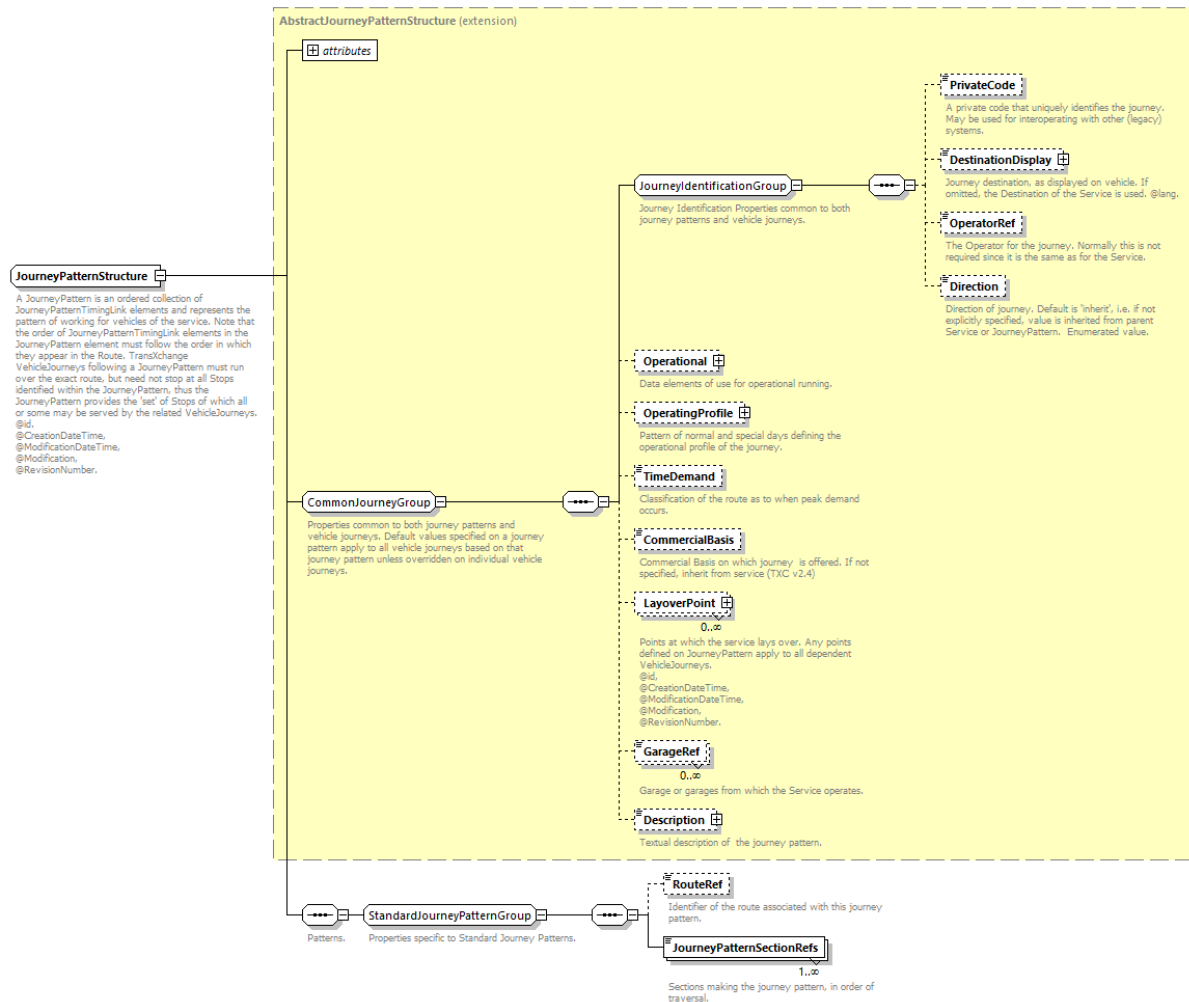 AbstractJourneyPatternStructure (extension)
attributes
PrivateCode
A private code that uniquely identifies the journey.
May be used for interoperating with other (legacy)
systems.
DestinationDisplay
Journey destination, as displayed on vehicle. If
omitted, the Destination of the Service is used. @lang.
JourneyIdentificationGroup
Journey Identification Properties common to both
journey patterns and vehicle journeys.
OperatorRef
The Operator for the journey. Normally this is not
required since it is the same as for the Service.
Direction
Direction of journey. Default is 'inherit', i.e. if not
explicitly specified, value is inherited from parent
Service or JourneyPattern. Enumerated value.
JourneyPatternStructure
A JourneyPattern is an ordered collection of
JourneyPatternTimingLink elements and represents the
pattern of working for vehicles of the service. Note that
the order of JourneyPatternTimingLink elements in the
JourneyPattern element must follow the order in which
they appear in the Route. TransXchange
VehicleJourneys following a JourneyPattern must run
over the exact route, but need not stop at all Stops
identified within the JourneyPattern, thus the
JourneyPattern provides the 'set' of Stops of which all
or some may be served by the related VehicleJourneys.
@id.
@CreationDateTime,
@ModificationDateTime,
@Modification,
@RevisionNumber.
Operational
Data elements of use for operational running.
OperatingProfile
Pattern of normal and special days defining the
operational profile of the journey.
TimeDemand
Classification of the route as to when peak demand
occurs.
CommonJourneyGroup
Properties common to both journey patterns and
vehicle journeys. Default values specified on a journey
pattern apply to all vehicle journeys based on that
journey pattern unless overridden on individual vehicle
journeys.
CommercialBasis
Commercial Basis on which journey is offered. If not
specified, inherit from service (TXC v2.4)
LayoverPoint
0..∞
Points at which the service lays over. Any points
defined on JourneyPattern apply to all dependent
VehicleJourneys.
@id,
@CreationDateTime,
@ModificationDateTime,
@Modification,
@RevisionNumber.
GarageRef
0..∞
Garage or garages from which the Service operates.
Description
Textual description of the journey pattern.
Patterns.
StandardJourneyPatternGroup
Properties specific to Standard Journey Patterns.
RouteRef
Identifier of the route associated with this journey
pattern.
JourneyPatternSectionRefs
1..∞
Sections making the journey pattern, in order of
traversal.